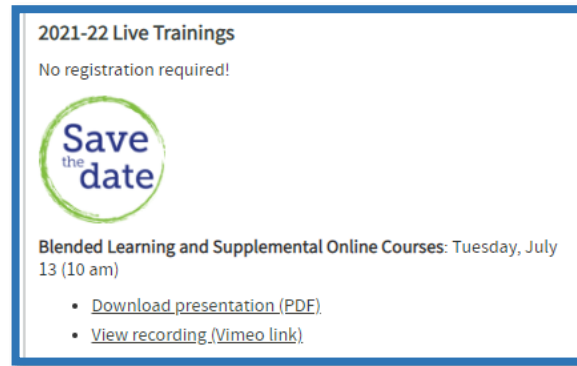 2021-22 Live Trainings
No registration required!
Save
the
date
Blended Learning and Supplemental Online Courses: Tuesday, July
13 (10 am)
• Download presentation (PDF)
• View recording (Vimeo link)